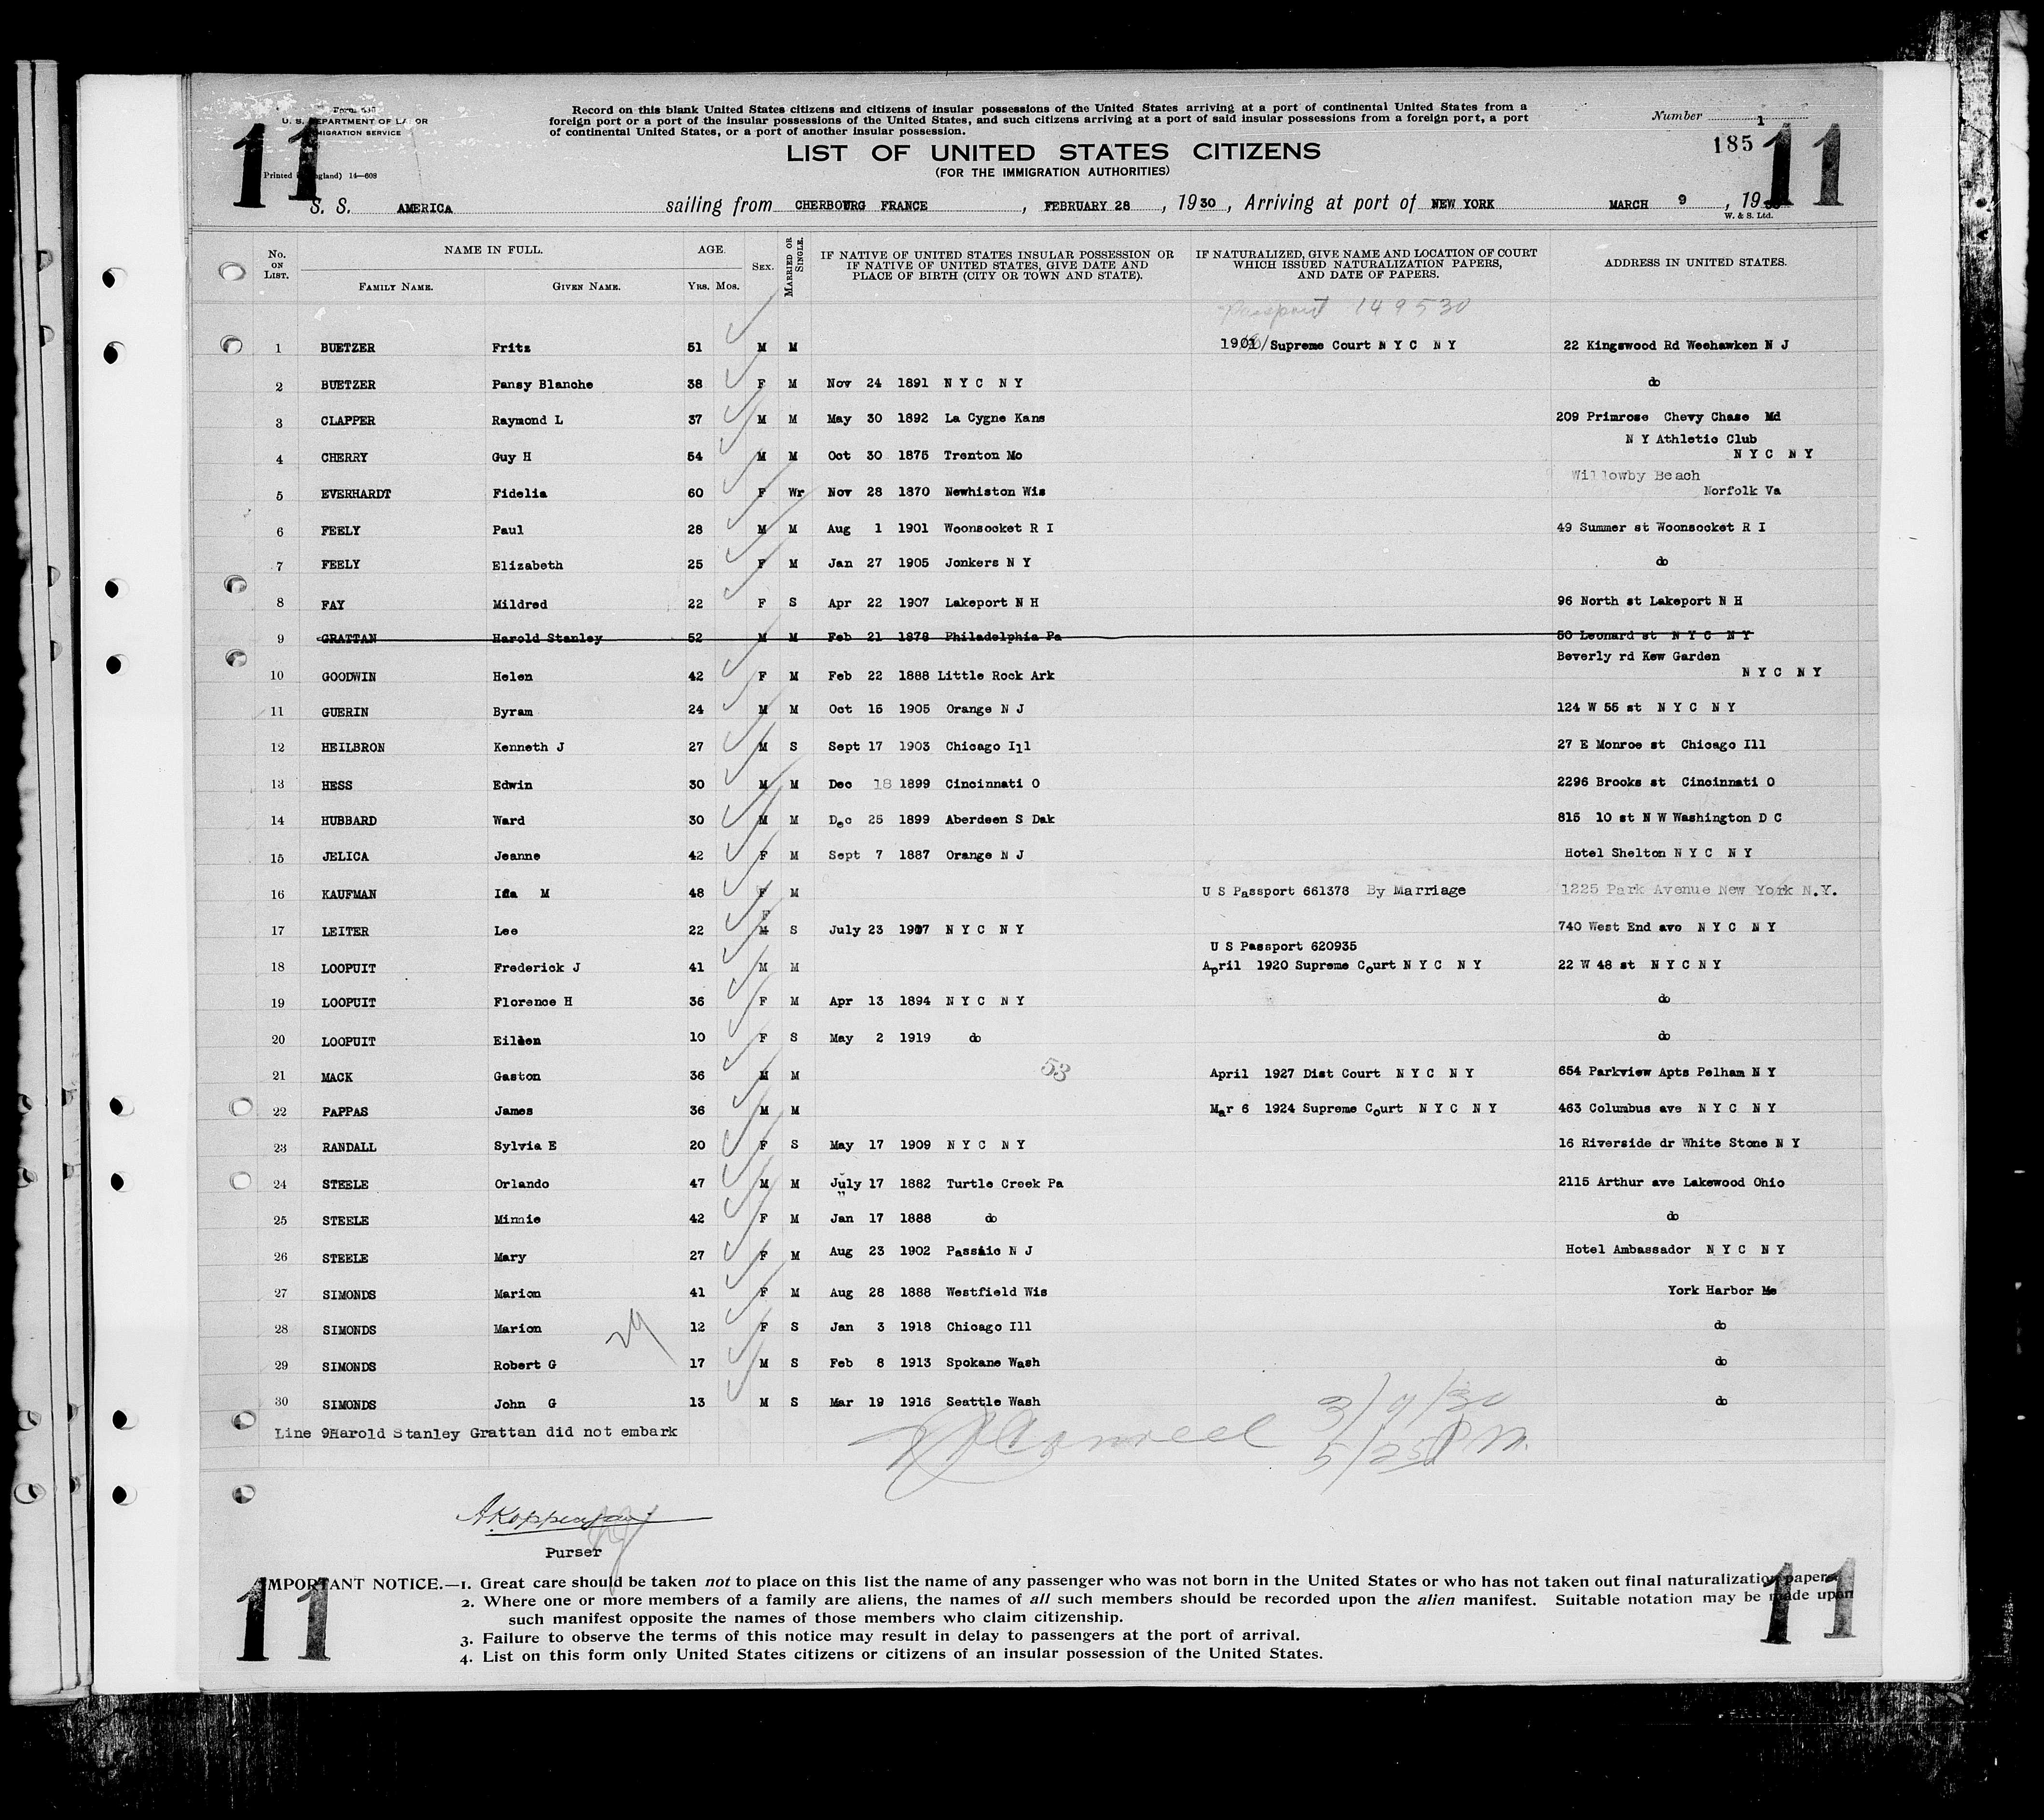 11 11
Form 630
U. S. DEPARTMENT OF LABOR
IMMIGRATION SERVICE
(Printed in England) 14—608
Record on this blank United States citizens and citizens of insular possessions of the United States arriving at a port of continental United States from a
foreign port or a port of the insular possessions of the United States, and such citizens arriving at a port of said insular possessions from a foreign port, a port
of continental United States, or a port of another insular possession.
Number 1
185
LIST OF UNITED STATES CITIZENS
(FOR THE IMMIGRATION AUTHORITIES)
S. S. AMERICA sailing from CHERBOURG FRANCE, FEBRUARY 28, 1930, Arriving at port of NEW YORK MARCH 9, 19
W. & S. Ltd.
No. ON LIST. NAME IN FULL. FAMILY NAME. GIVEN NAME. AGE. YRS. MOS. SEX. MARRIED OR SINGLE. IF NATIVE OF UNITED STATES INSULAR POSSESSION OR IF NATIVE OF UNITED STATES, GIVE DATE AND PLACE OF BIRTH (CITY OR TOWN AND STATE). IF NATURALIZED, GIVE NAME AND LOCATION OF COURT WHICH ISSUED NATURALIZATION PAPERS, AND DATE OF PAPERS. ADDRESS IN UNITED STATES.
Passport 149530
1 BUETZER Fritz 51 M M 1901 Supreme Court N Y C N Y 22 Kingswood Rd Weehawken N J
2 BUETZER Pansy Blanche 38 F M Nov 24 1891 N Y C N Y do
3 CLAPPER Raymond L 37 M M May 30 1892 La Cygne Kans 209 Primrose Chevy Chase Md
N Y Athletic Club
4 CHERRY Guy H 54 M M Oct 30 1875 Trenton Mo N Y C N Y
Willowby Beach
5 EVERHARDT Fidelia 60 F Wr Nov 28 1870 Newhiston Wis Norfolk Va
6 FEELY Paul 28 M M Aug 1 1901 Woonsocket R I 49 Summer st Woonsocket R I
7 FEELY Elizabeth 25 F M Jan 27 1905 Jonkers N Y do
8 FAY Mildred 22 F S Apr 22 1907 Lakeport N H 96 North st Lakeport N H
9 GRATTAN Harold Stanley 52 M M Feb 21 1878 Philadelphia Pa 50 Leonard st N Y C N Y
Beverly rd Kew Garden
10 GOODWIN Helen 42 F M Feb 22 1888 Little Rock Ark N Y C N Y
11 GUERIN Byram 24 M M Oct 15 1905 Orange N J 124 W 55 st N Y C N Y
12 HEILBRON Kenneth J 27 M S Sept 17 1903 Chicago Ill 27 E Monroe st Chicago Ill
13 HESS Edwin 30 M M Dec 18 1899 Cincinnati O 2296 Brooks st Cincinnati O
14 HUBBARD Ward 30 M M Dec 25 1899 Aberdeen S Dak 815 10 st N W Washington D C
15 JELICA Jeanne 42 F M Sept 7 1887 Orange N J Hotel Shelton N Y C N Y
16 KAUFMAN M 48 F M U S Passport 661378 By Marriage 1225 Park Avenue New York N.Y.
17 LEITER Lee 22 F M S July 23 1907 N Y C N Y 740 West End ave N Y C N Y
U S Passport 620935
18 LOOPUIT Frederick J 41 M M April 1920 Supreme Court N Y C N Y 22 W 48 st N Y C N Y
19 LOOPUIT Florence H 36 F M Apr 13 1894 N Y C N Y do
20 LOOPUIT Eileen 10 F S May 2 1919 do do
53
21 MACK Gaston 36 M M April 1927 Dist Court N Y C N Y 654 Parkview Apts Pelham N Y
22 PAPPAS James 36 M M Mar 6 1924 Supreme Court N Y C N Y 463 Columbus ave N Y C N Y
23 RANDALL Sylvia E 20 F S May 17 1909 N Y C N Y 16 Riverside dr White Stone N Y
24 STEELE Orlando 47 M M July 17 1882 Turtle Creek Pa 2115 Arthur ave Lakewood Ohio
25 STEELE Minnie 42 F M Jan 17 1888 do do
26 STEELE Mary 27 F M Aug 23 1902 Passaic N J Hotel Ambassador N Y C N Y
27 SIMONDS Marion 41 F M Aug 28 1888 Westfield Wis York Harbor Me
28 SIMONDS Marion 12 F S Jan 3 1918 Chicago Ill do
29
29 SIMONDS Robert G 17 M S Feb 8 1913 Spokane Wash do
30 SIMONDS John G 13 M S Mar 19 1916 Seattle Wash do
3/9/30
Line 9Harold Stanley Grattan did not embark
5/25 P M.
Purser
IMPORTANT NOTICE.—1. Great care should be taken not to place on this list the name of any passenger who was not born in the United States or who has not taken out final naturalization papers.
2. Where one or more members of a family are aliens, the names of all such members should be recorded upon the alien manifest. Suitable notation may be made upon
such manifest opposite the names of those members who claim citizenship.
3. Failure to observe the terms of this notice may result in delay to passengers at the port of arrival.
4. List on this form only United States citizens or citizens of an insular possession of the United States.
11 11